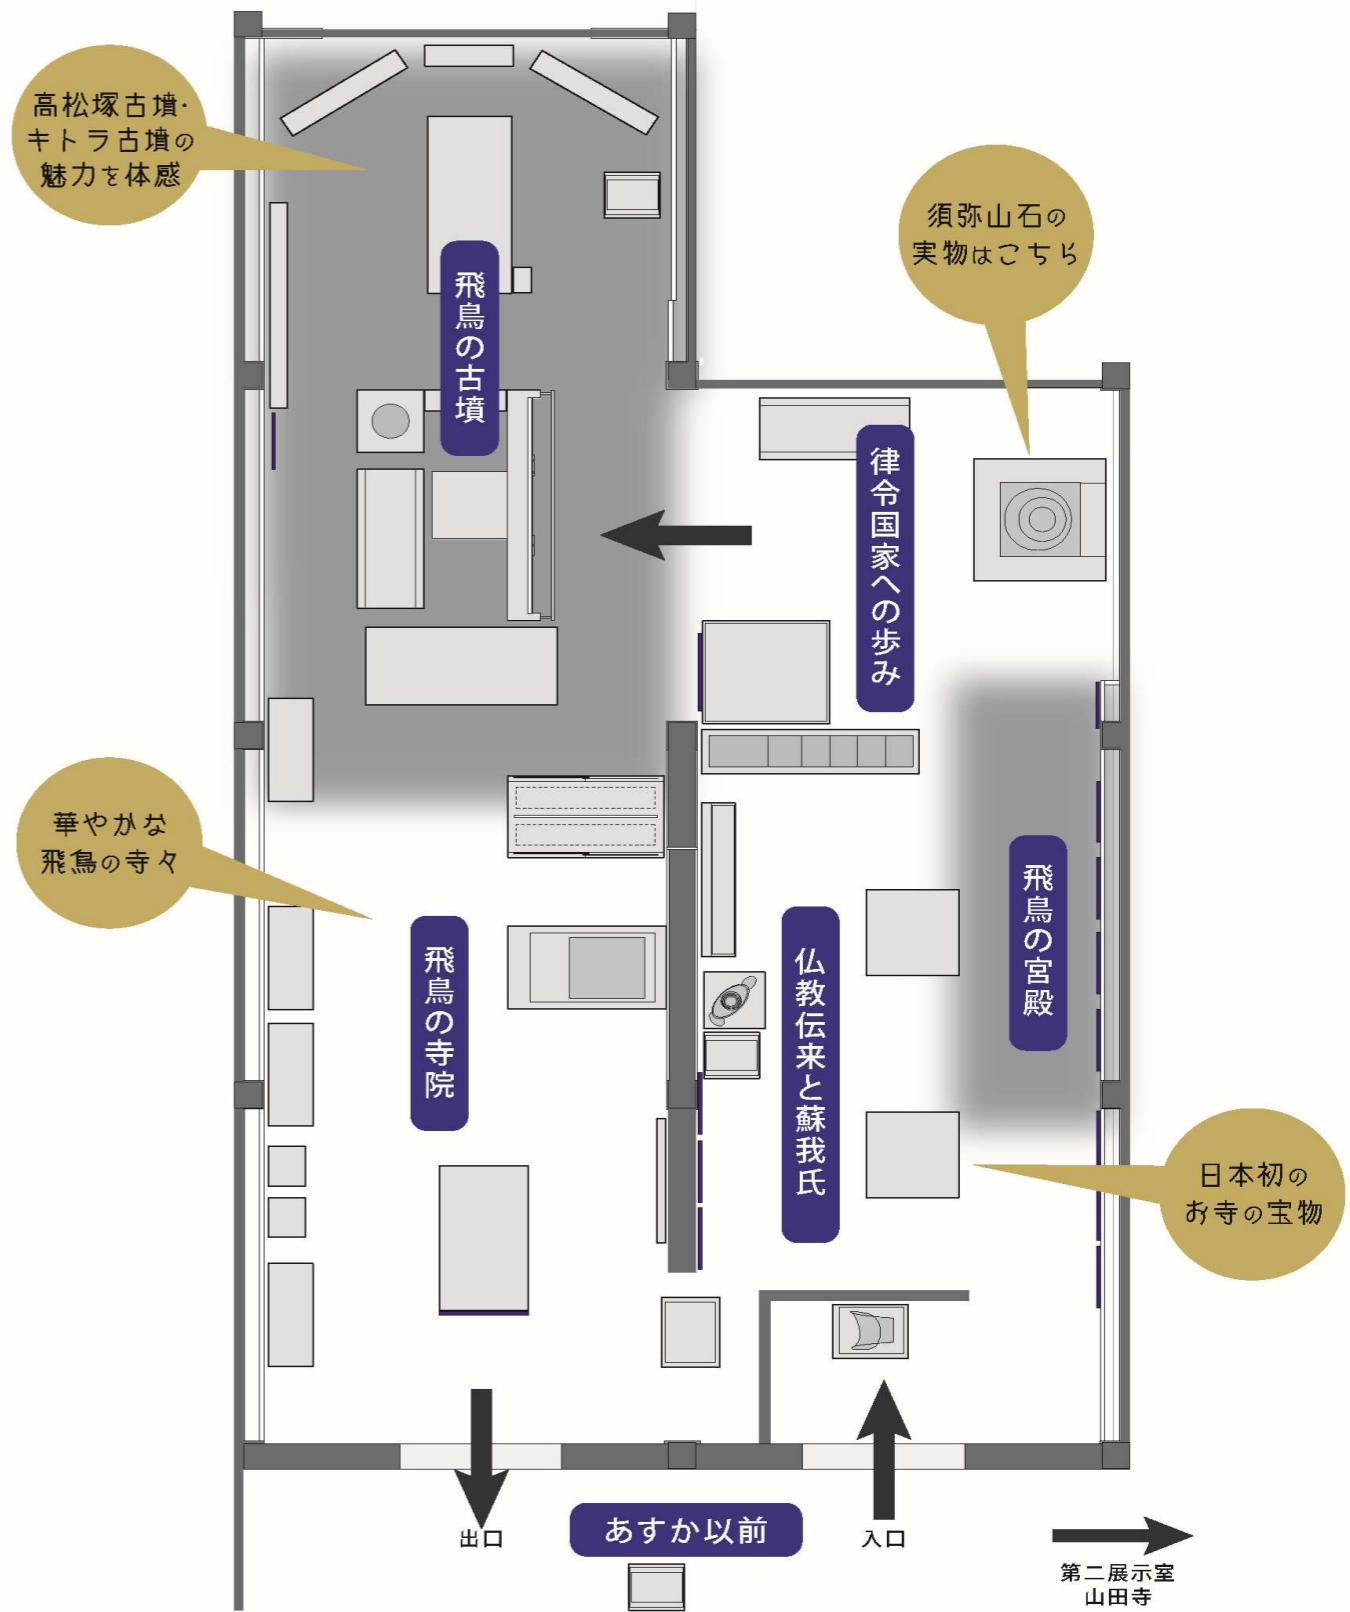 高松塚古墳・
キトラ古墳の
魅力を体感
須弥山石の
実物はこちら
飛鳥の古墳
律令国家への歩み
華やかな
飛鳥の寺々
飛鳥の寺院
仏教伝来と蘇我氏
飛鳥の宮殿
日本初の
お寺の宝物
出口
あすか以前
入口
第二展示室
山田寺